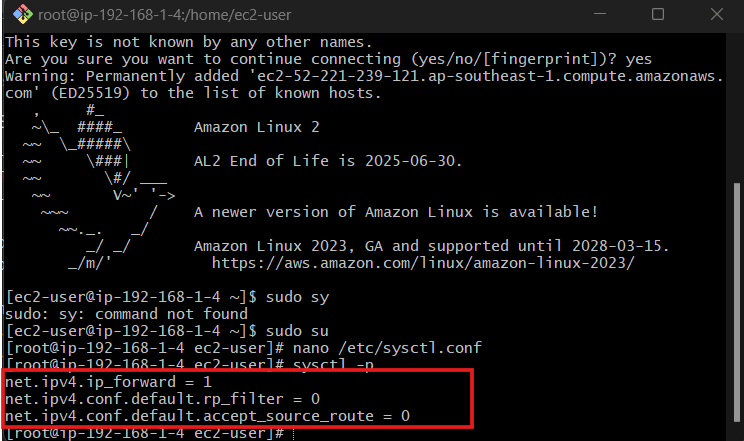 root@ip-192-168-1-4:/home/ec2-user
This key is not known by any other names.
Are you sure you want to continue connecting (yes/no/[fingerprint])? yes
Warning: Permanently added 'ec2-52-221-239-121.ap-southeast-1.compute.amazonaws.
com' (ED25519) to the list of known hosts.
   ,     #_
   ~\_  ####_        Amazon Linux 2
  ~~  \_#####\
  ~~     \###|       AL2 End of Life is 2025-06-30.
  ~~       \#/ ___
   ~~       V~' '->
    ~~~         /    A newer version of Amazon Linux is available!
      ~~._.   _/
         _/ _/       Amazon Linux 2023, GA and supported until 2028-03-15.
       _/m/'           https://aws.amazon.com/linux/amazon-linux-2023/
[ec2-user@ip-192-168-1-4 ~]$ sudo sy
sudo: sy: command not found
[ec2-user@ip-192-168-1-4 ~]$ sudo su
[root@ip-192-168-1-4 ec2-user]# nano /etc/sysctl.conf
[root@ip-192-168-1-4 ec2-user]# sysctl -p
net.ipv4.ip_forward = 1
net.ipv4.conf.default.rp_filter = 0
net.ipv4.conf.default.accept_source_route = 0
[root@ip-192-168-1-4 ec2-user]#